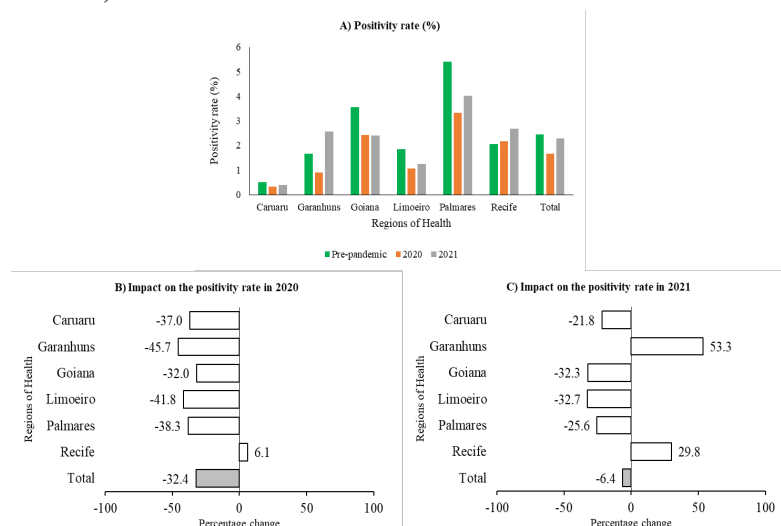 A) Positivity rate (%)
6
5
4
3
2
1
0
Positivity rate (%)
Caruaru Garanhuns Goiana Limoeiro Palmares Recife Total
Regions of Health
Pre-pandemic 2020 2021
B) Impact on the positivity rate in 2020
Regions of Health
Caruaru -37.0
Garanhuns -45.7
Goiana -32.0
Limoeiro -41.8
Palmares -38.3
Recife 6.1
Total -32.4
-100 -50 0 50 100
Percentage change
C) Impact on the positivity rate in 2021
Regions of Health
Caruaru -21.8
Garanhuns 53.3
Goiana -32.3
Limoeiro -32.7
Palmares -25.6
Recife 29.8
Total -6.4
-100 -50 0 50 100
Percentage change